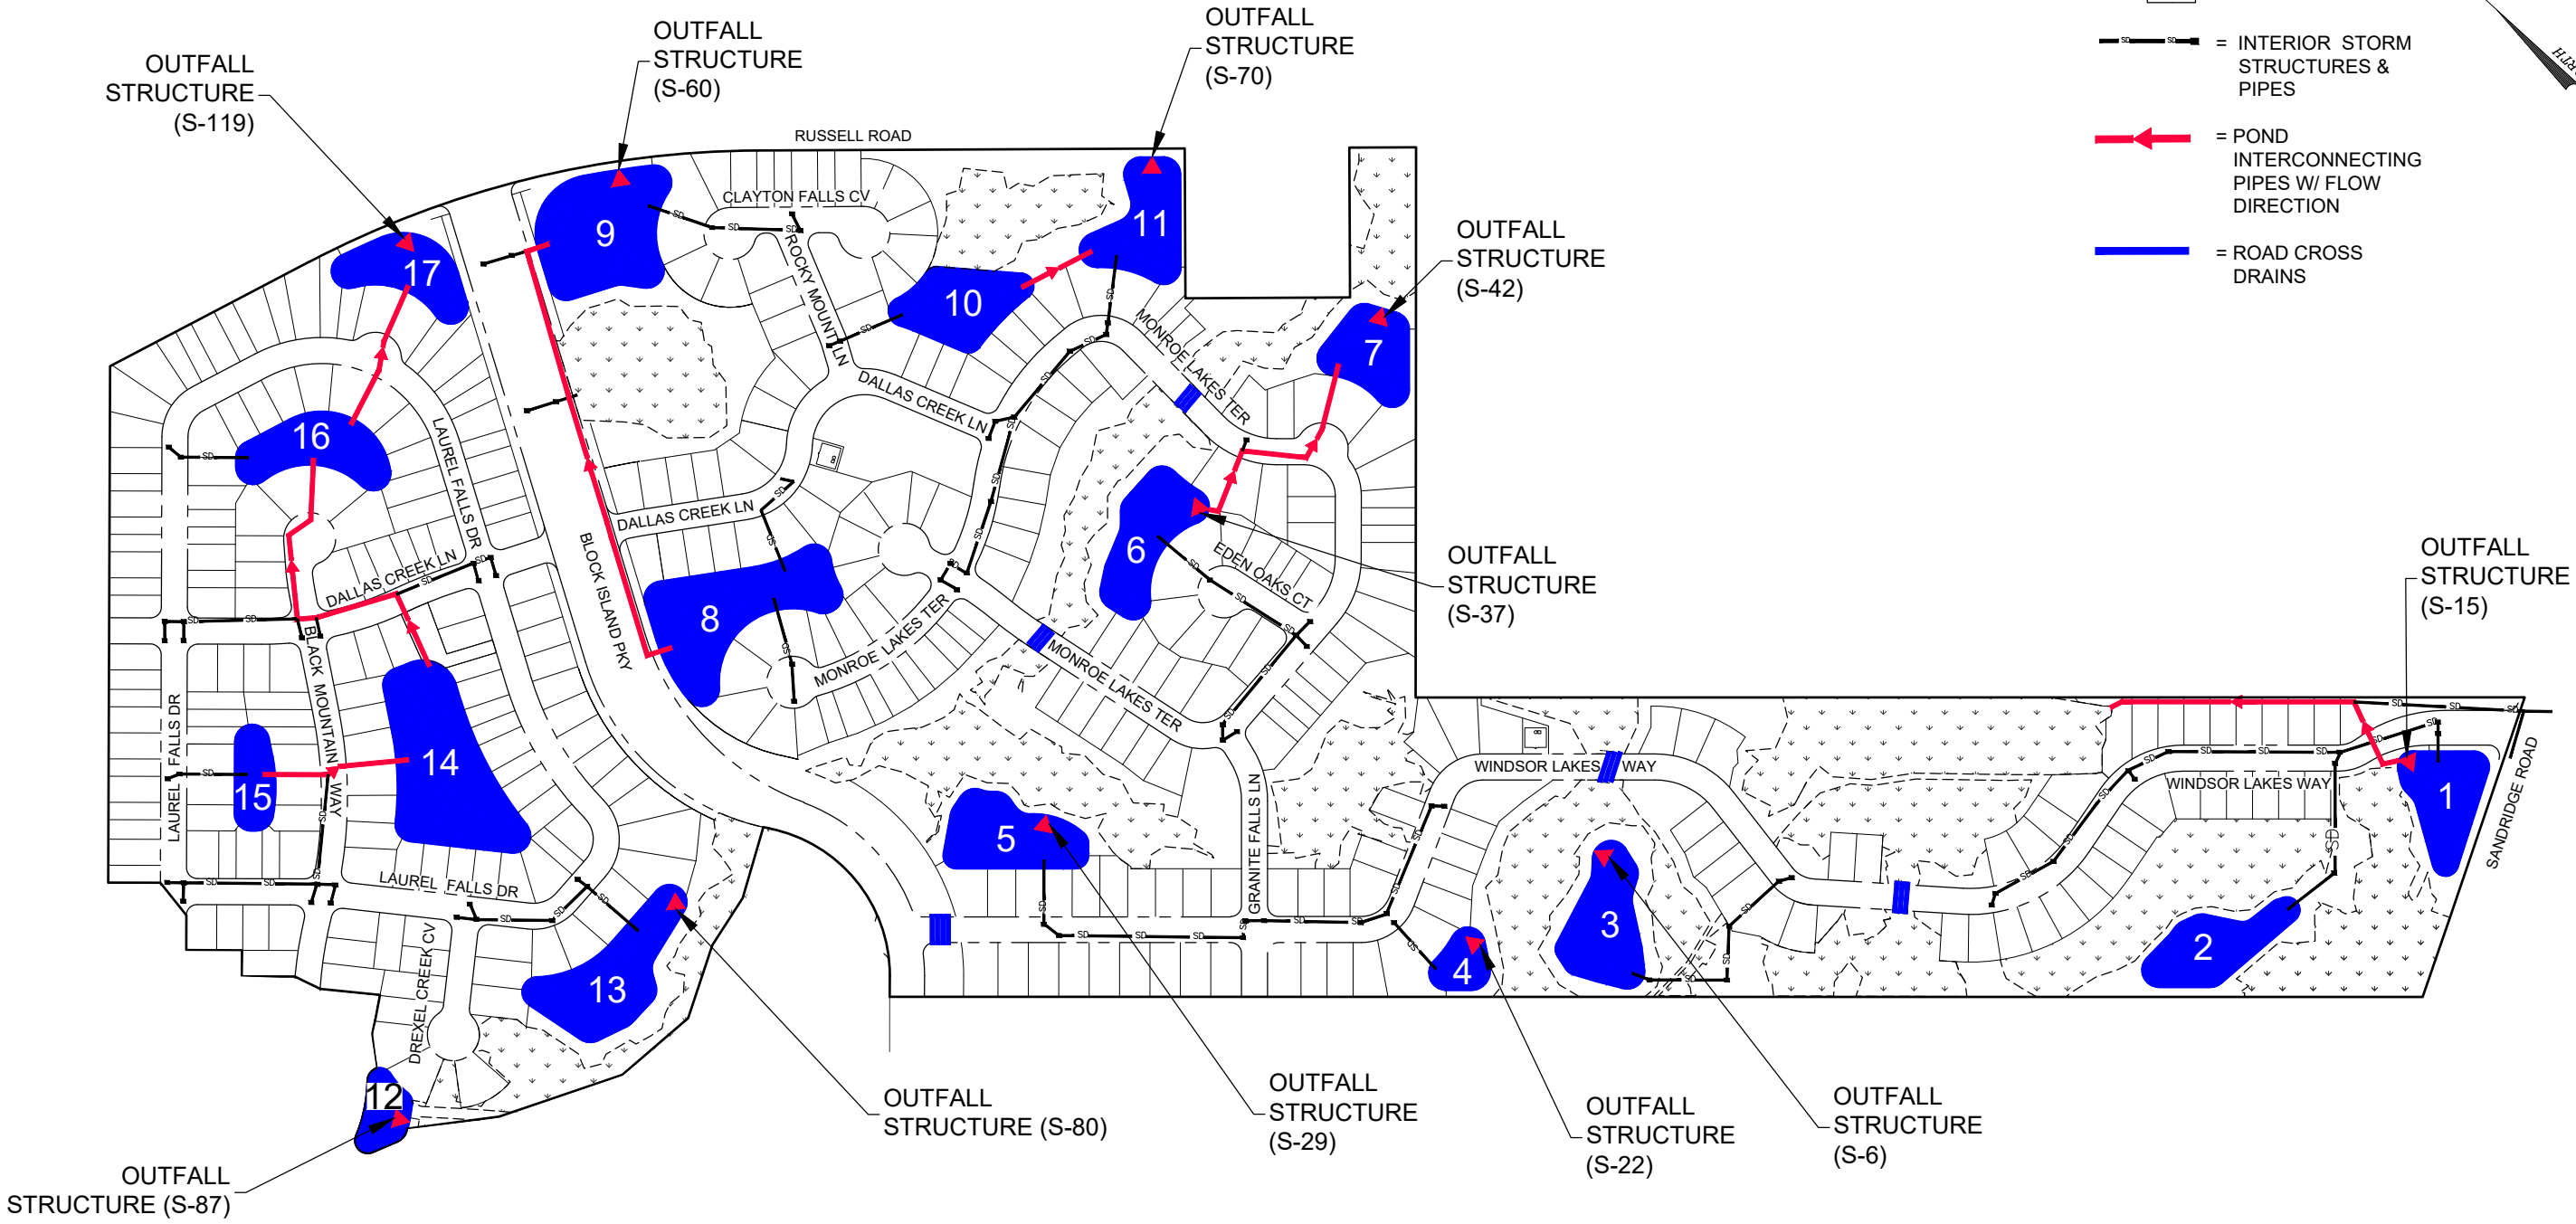 OUTFALL
STRUCTURE
(S-119)
OUTFALL
STRUCTURE
(S-60)
OUTFALL
STRUCTURE
(S-70)
= INTERIOR STORM
STRUCTURES &
PIPES
= POND
INTERCONNECTING
PIPES W/ FLOW
DIRECTION
= ROAD CROSS
DRAINS
RUSSELL ROAD
CLAYTON FALLS CV
ROCKY MOUNT LN
9
17
10
11
OUTFALL
STRUCTURE
(S-42)
7
MONROE LAKES TER
DALLAS CREEK LN
16
LAUREL FALLS DR
DALLAS CREEK LN
BLOCK ISLAND PKY
8
MONROE LAKES TER
6
EDEN OAKS CT
OUTFALL
STRUCTURE
(S-37)
OUTFALL
STRUCTURE
(S-15)
DALLAS CREEK LN
BLACK MOUNTAIN WAY
MONROE LAKES TER
LAUREL FALLS DR
15
14
5
GRANITE FALLS LN
WINDSOR LAKES WAY
WINDSOR LAKES WAY
1
SANDRIDGE ROAD
LAUREL FALLS DR
DREXEL CREEK CV
13
4
3
2
12
OUTFALL
STRUCTURE (S-87)
OUTFALL
STRUCTURE (S-80)
OUTFALL
STRUCTURE
(S-29)
OUTFALL
STRUCTURE
(S-22)
OUTFALL
STRUCTURE
(S-6)
SD